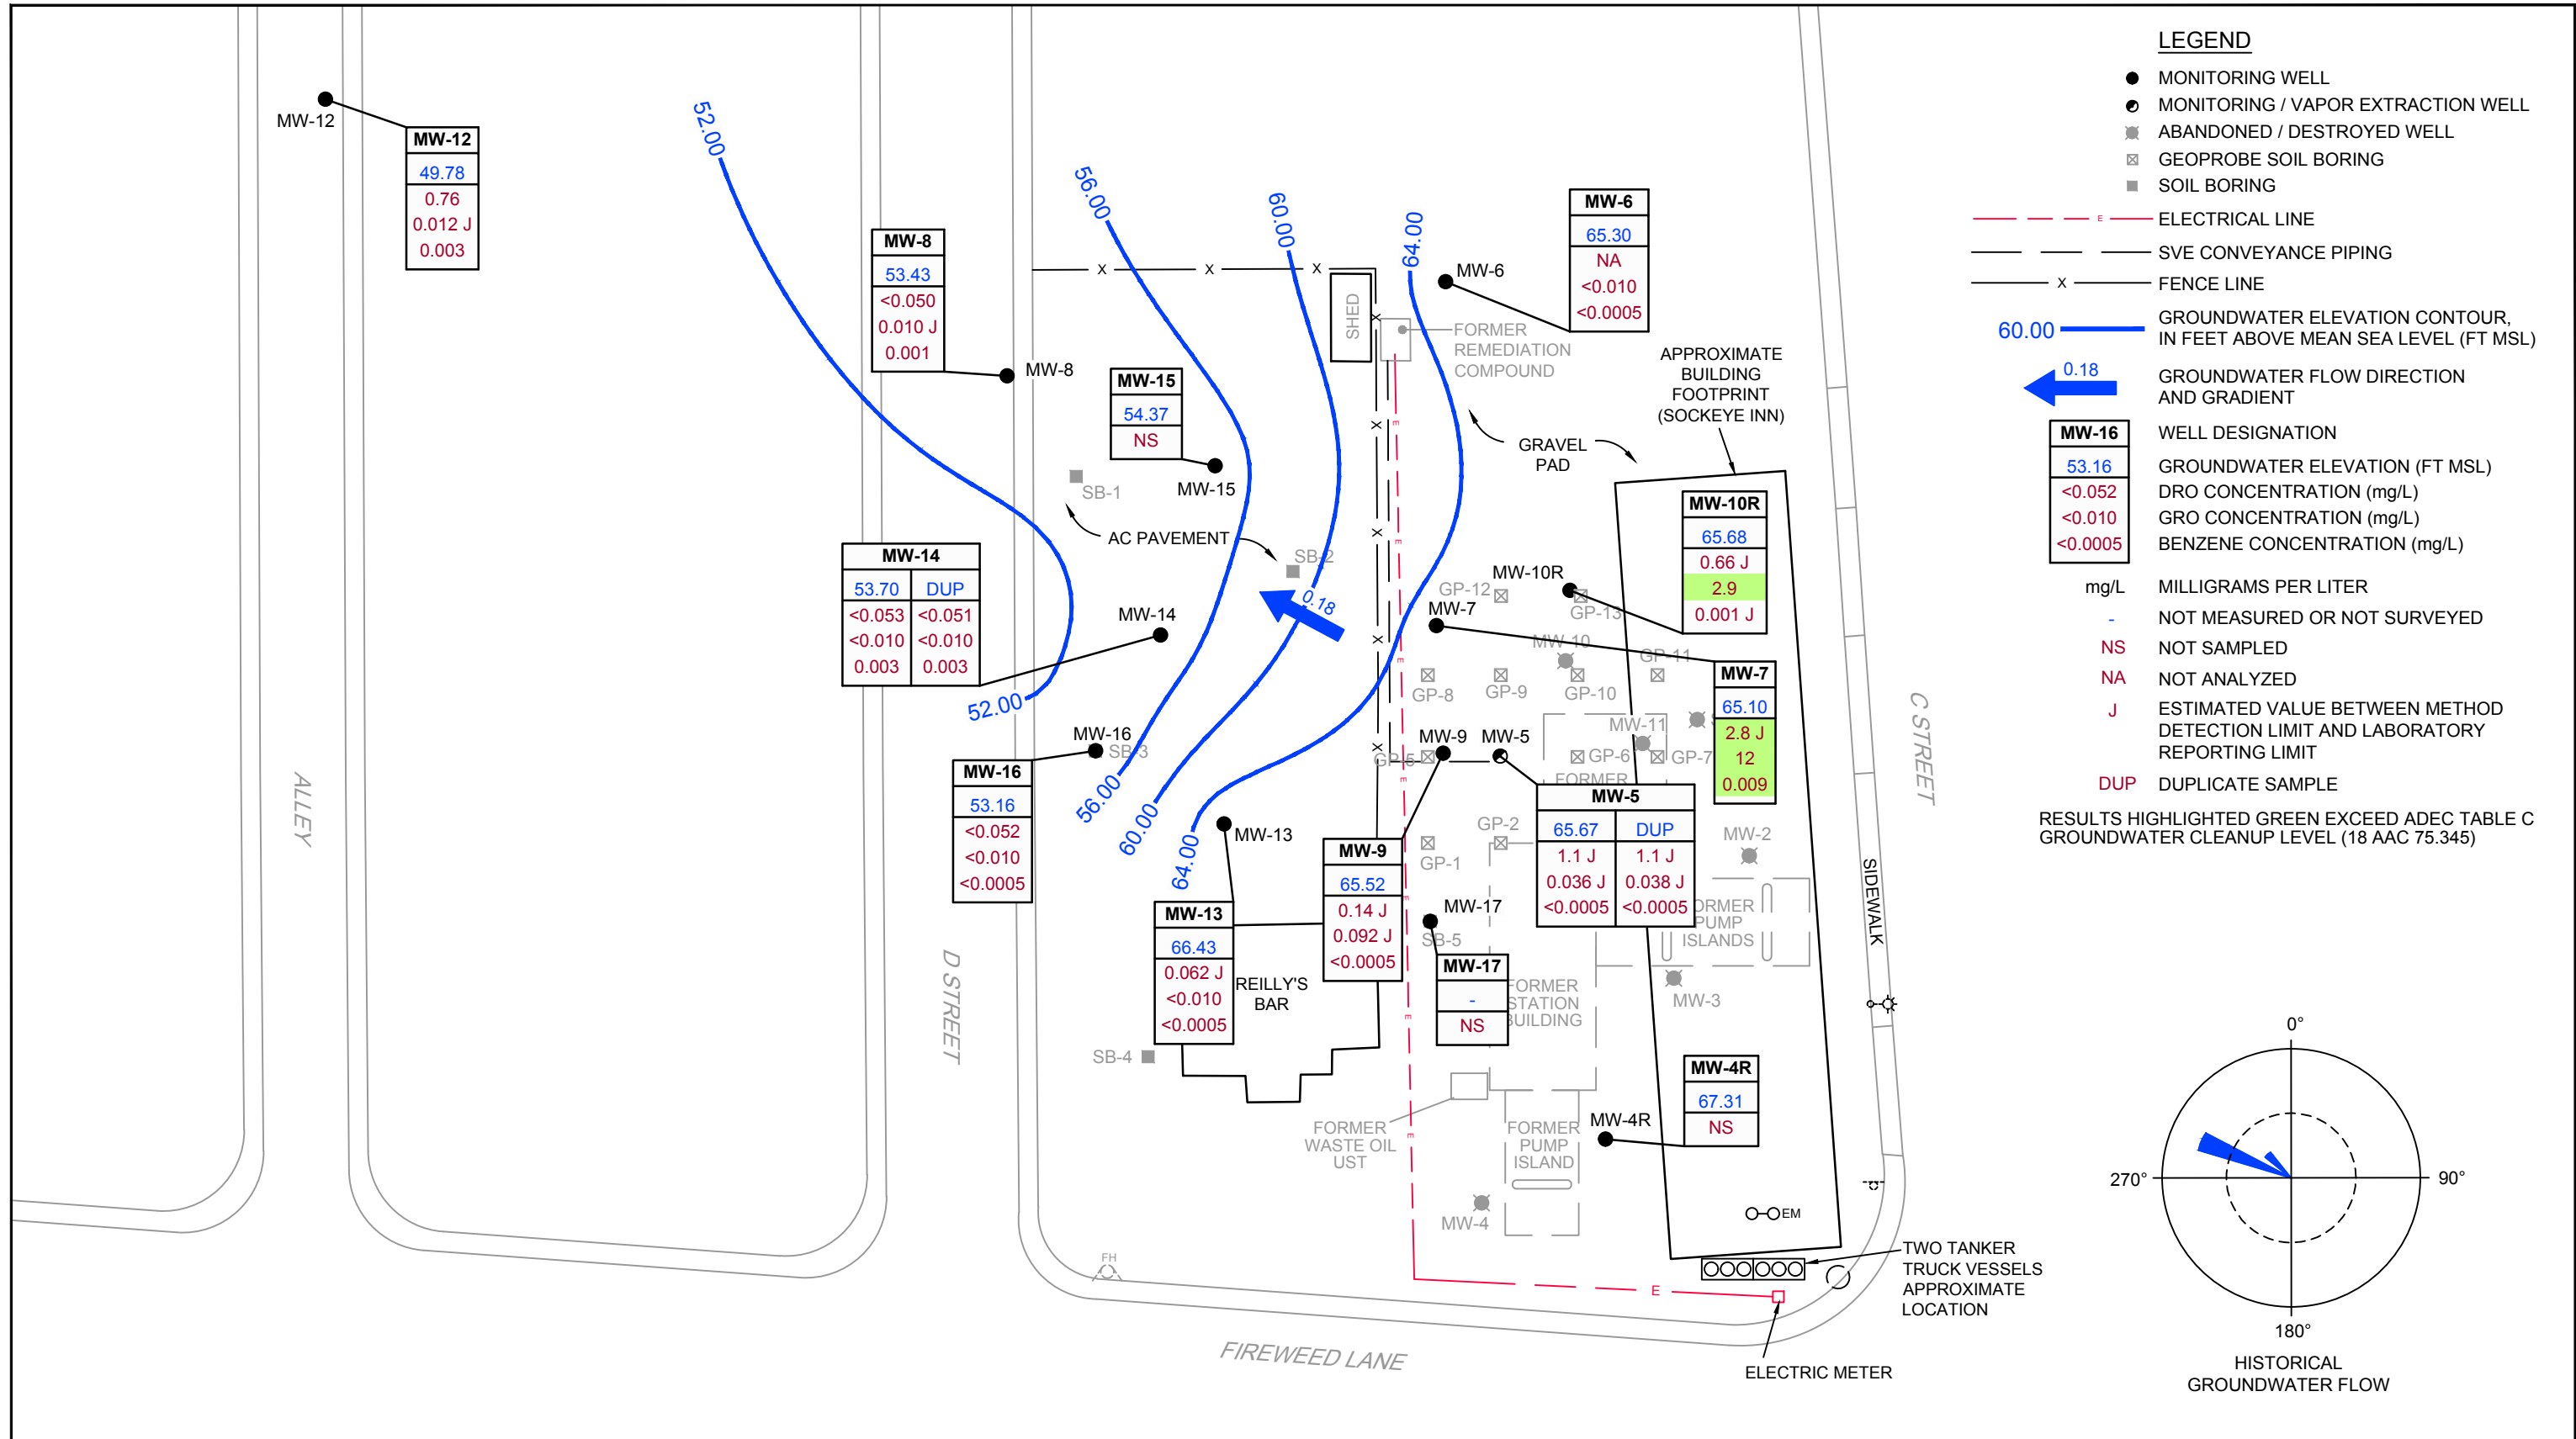 LEGEND
MONITORING WELL
MONITORING / VAPOR EXTRACTION WELL
ABANDONED / DESTROYED WELL
GEOPROBE SOIL BORING
SOIL BORING
E
ELECTRICAL LINE
SVE CONVEYANCE PIPING
X
FENCE LINE
60.00
GROUNDWATER ELEVATION CONTOUR,
IN FEET ABOVE MEAN SEA LEVEL (FT MSL)
0.18
GROUNDWATER FLOW DIRECTION
AND GRADIENT
MW-16
WELL DESIGNATION
53.16
GROUNDWATER ELEVATION (FT MSL)
<0.052
DRO CONCENTRATION (mg/L)
<0.010
GRO CONCENTRATION (mg/L)
<0.0005
BENZENE CONCENTRATION (mg/L)
mg/L
MILLIGRAMS PER LITER
-
NOT MEASURED OR NOT SURVEYED
NS
NOT SAMPLED
NA
NOT ANALYZED
J
ESTIMATED VALUE BETWEEN METHOD
DETECTION LIMIT AND LABORATORY
REPORTING LIMIT
DUP
DUPLICATE SAMPLE
RESULTS HIGHLIGHTED GREEN EXCEED ADEC TABLE C
GROUNDWATER CLEANUP LEVEL (18 AAC 75.345)
MW-12
MW-12
49.78
0.76
0.012 J
0.003
52.00
56.00
60.00
64.00
MW-8
53.43
<0.050
0.010 J
0.001
MW-8
X
X
X
SHED
X
X
X
X
X
MW-6
MW-6
65.30
NA
<0.010
<0.0005
FORMER
REMEDIATION
COMPOUND
APPROXIMATE
BUILDING
FOOTPRINT
(SOCKEYE INN)
GRAVEL
PAD
MW-15
54.37
NS
MW-15
SB-1
AC PAVEMENT
SB-2
0.18
MW-14
53.70 DUP
<0.053 <0.051
<0.010 <0.010
0.003 0.003
MW-14
52.00
MW-10R
65.68
0.66 J
2.9
0.001 J
MW-10R
GP-12
GP-13
MW-7
MW-10
GP-11
GP-8
GP-9
GP-10
MW-7
65.10
2.8 J
12
0.009
MW-11
MW-9
MW-5
GP-5
GP-6
GP-7
FORMER
MW-16
SB-3
MW-16
53.16
<0.052
<0.010
<0.0005
56.00
60.00
64.00
MW-13
MW-13
66.43
0.062 J
<0.010
<0.0005
REILLY'S
BAR
MW-9
65.52
0.14 J
0.092 J
<0.0005
GP-1
GP-2
MW-5
65.67 DUP
1.1 J 1.1 J
0.036 J 0.038 J
<0.0005 <0.0005
MW-2
PUMP
ISLANDS
MW-3
MW-17
SB-5
MW-17
-
NS
FORMER
STATION
SB-4
FORMER
WASTE OIL
UST
FORMER
PUMP
ISLAND
MW-4R
MW-4R
67.31
NS
MW-4
E
E
E
E
E
E
E
E
EM
FH
TWO TANKER
TRUCK VESSELS
APPROXIMATE
LOCATION
ELECTRIC METER
ALLEY
D STREET
C STREET
SIDEWALK
FIREWEED LANE
0°
270°
90°
180°
HISTORICAL
GROUNDWATER FLOW